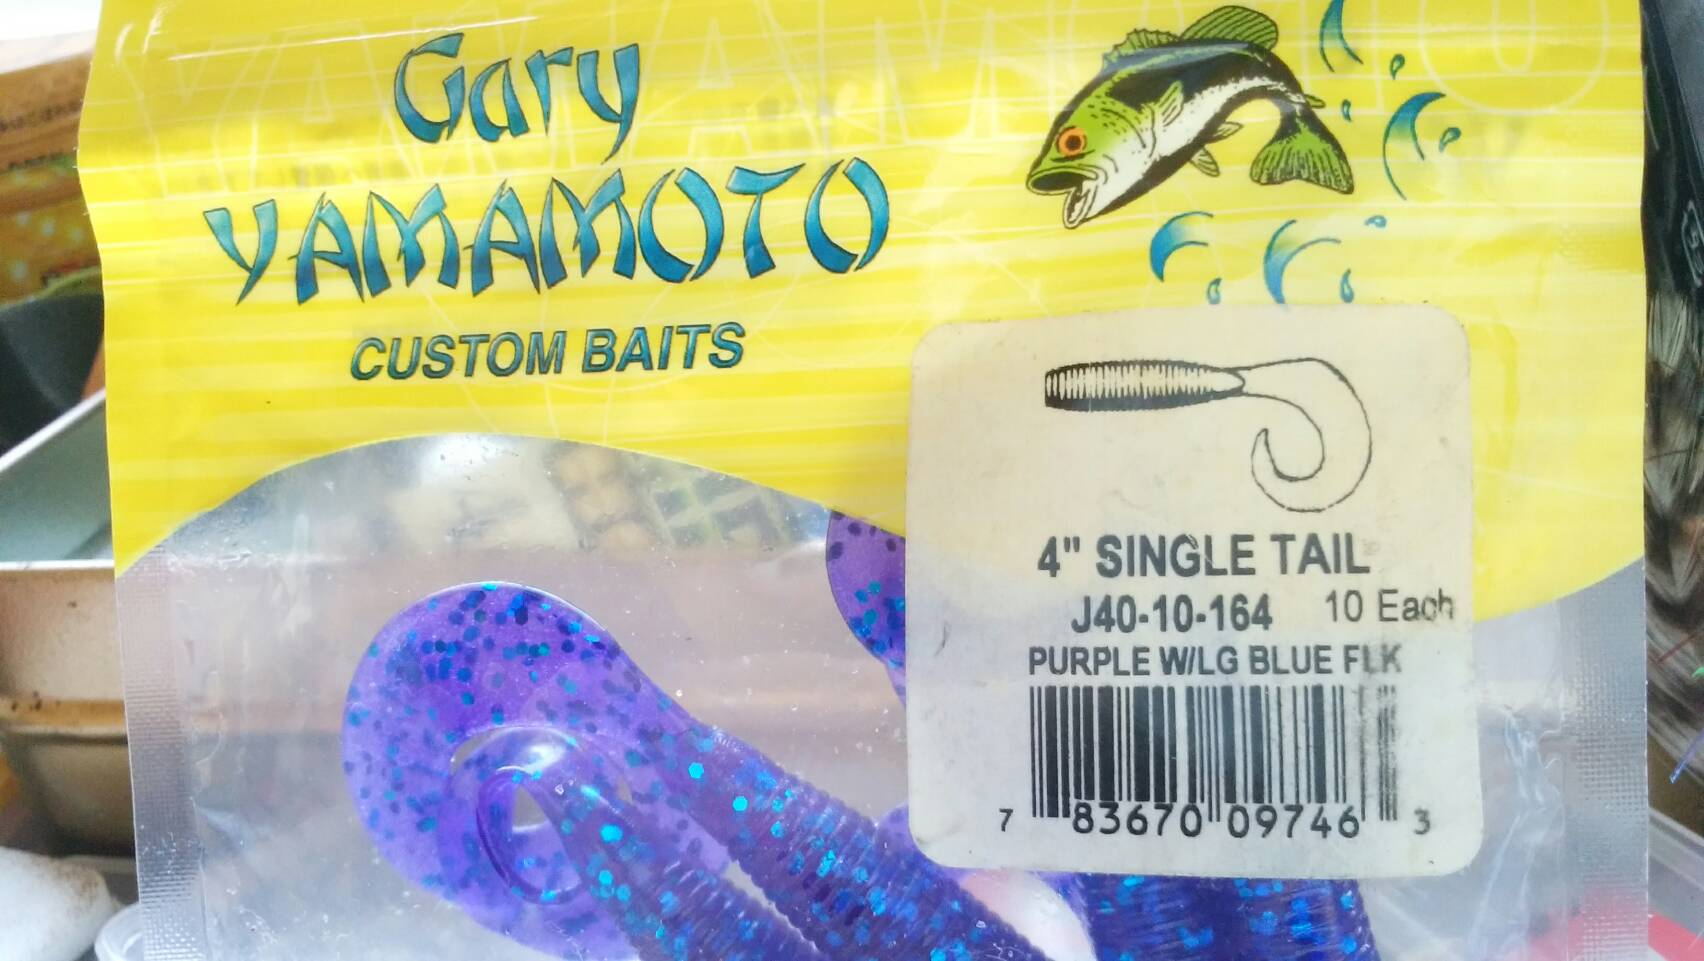 Gary
YAMAMOTO
CUSTOM BAITS
4" SINGLE TAIL
J40-10-164 10 Each
PURPLE W/LG BLUE FLK
7 83670 09746 3